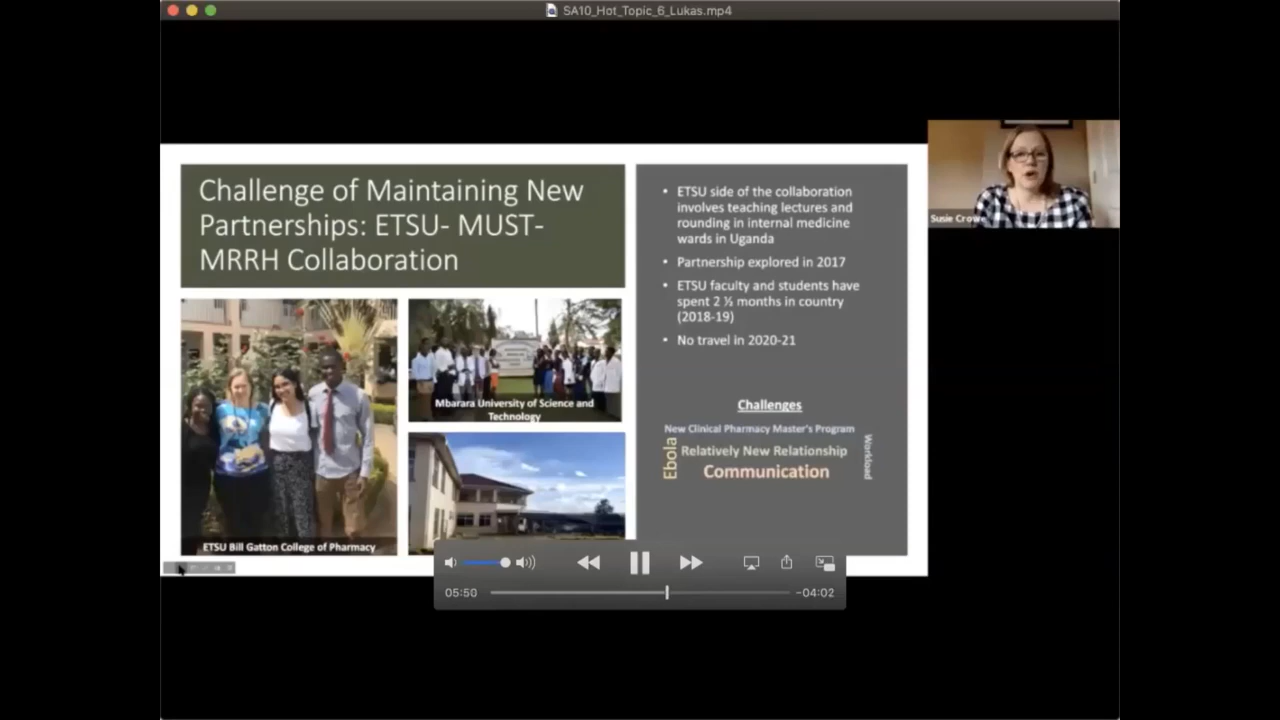 SA10_Hot_Topic_6_Lukas.mp4
Challenge of Maintaining New
Partnerships: ETSU- MUST-
MRRH Collaboration
• ETSU side of the collaboration
involves teaching lectures and
rounding in internal medicine
wards in Uganda
• Partnership explored in 2017
• ETSU faculty and students have
spent 2 ½ months in country
(2018-19)
• No travel in 2020-21
Susie Crowe
Mbarara University of Science and
Technology
ETSU Bill Gatton College of Pharmacy
Challenges
New Clinical Pharmacy Master's Program
Ebola
Relatively New Relationship
Workload
Communication
05:50
-04:02